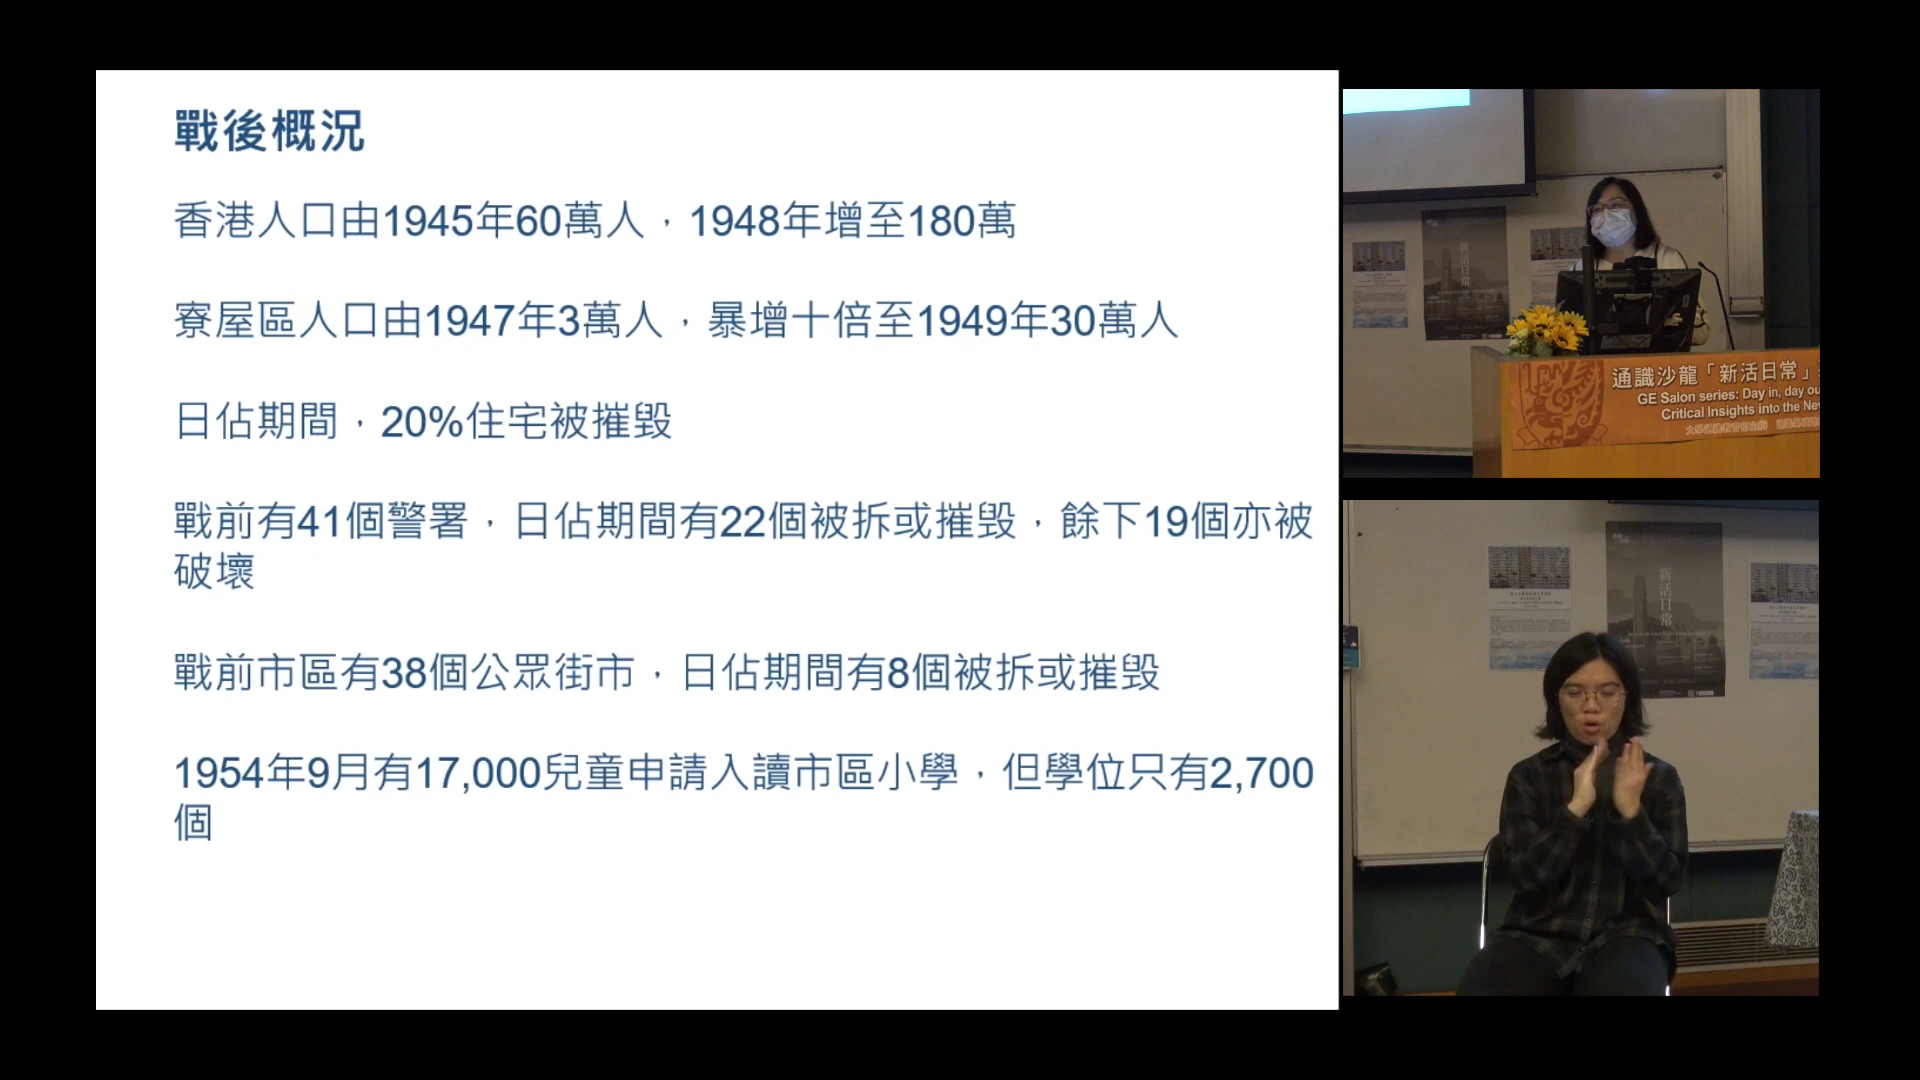 戰後概況
香港人口由1945年60萬人，1948年增至180萬
寮屋區人口由1947年3萬人，暴增十倍至1949年30萬人
日佔期間，20%住宅被摧毀
戰前有41個警署，日佔期間有22個被拆或摧毀，餘下19個亦被
破壞
戰前市區有38個公眾街市，日佔期間有8個被拆或摧毀
1954年9月有17,000兒童申請入讀市區小學，但學位只有2,700
個
新活日常
通識沙龍「新活日常」
GE Salon series: Day in, day ou
Critical Insights into the Ne
新活日常